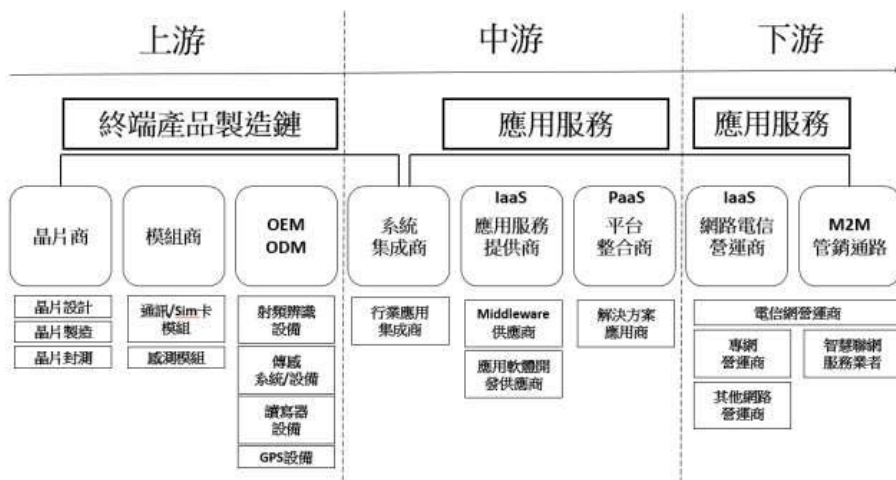 上游
中游
下游
終端產品製造鏈
應用服務
應用服務
晶片商
模組商
OEM
ODM
系統
集成商
IaaS
應用服務
提供商
PaaS
平台
整合商
IaaS
網路電信
營運商
M2M
管銷通路
晶片設計
晶片製造
晶片封測
通訊/Sim卡
模組
感測模組
射頻辨識
設備
傳感
系統/設備
讀寫器
設備
GPS設備
行業應用
集成商
Middleware
供應商
應用軟體開
發供應商
解決方案
應用商
電信網營運商
專網
營運商
其他網路
營運商
智慧聯網
服務業者